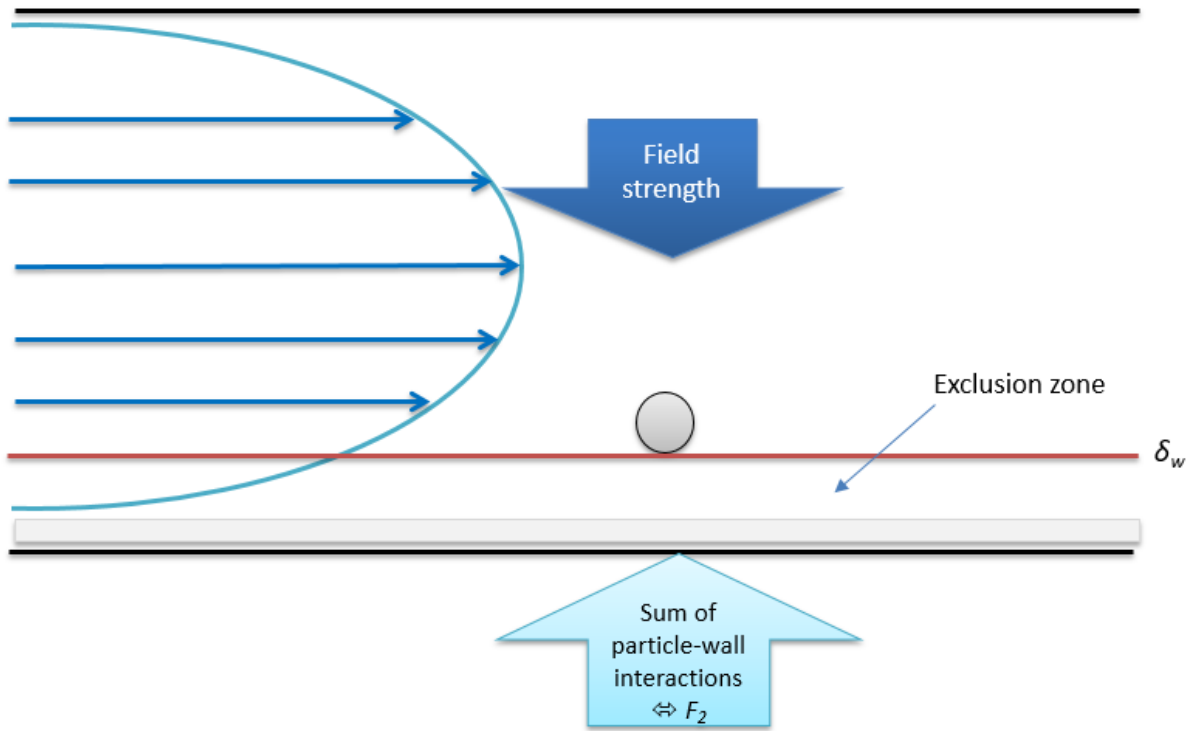 Field
strength
Exclusion zone
δw
Sum of
particle-wall
interactions
⇔ F2